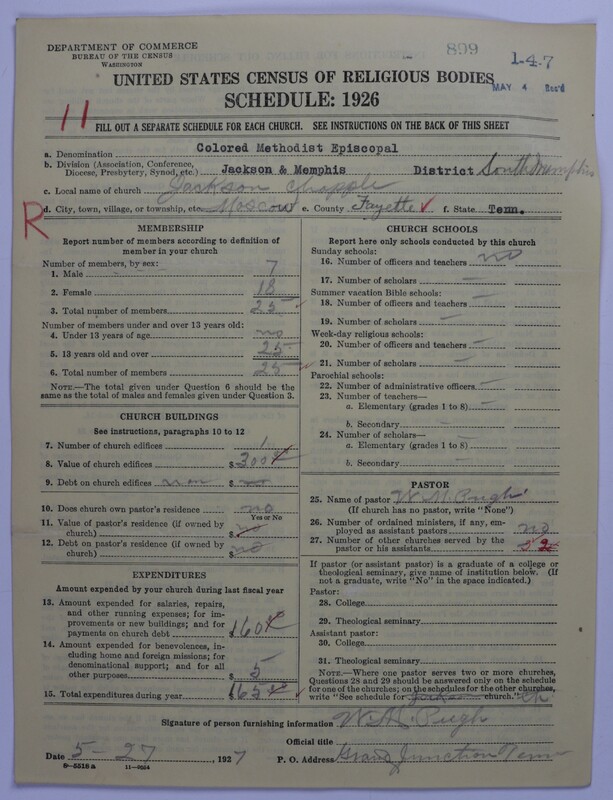 DEPARTMENT OF COMMERCE
BUREAU OF THE CENSUS
WASHINGTON
899
1-4-7
UNITED STATES CENSUS OF RELIGIOUS BODIES
MAY 4 Rec'd
SCHEDULE: 1926
11
FILL OUT A SEPARATE SCHEDULE FOR EACH CHURCH. SEE INSTRUCTIONS ON THE BACK OF THIS SHEET
a. Denomination Colored Methodist Episcopal
b. Division (Association, Conference, Diocese, Presbytery, Synod, etc.) Jackson & Memphis District South Memphis
c. Local name of church Jackson Chapple
R
d. City, town, village, or township, etc. Moscow e. County Fayette ✓ f. State Tenn.
MEMBERSHIP
Report number of members according to definition of
member in your church
Number of members, by sex:
1. Male 7
2. Female 18
3. Total number of members 25
Number of members under and over 13 years old:
4. Under 13 years of age no
5. 13 years old and over 25
6. Total number of members 25
NOTE.—The total given under Question 6 should be
the same as the total of males and females given under Question 3.
CHURCH BUILDINGS
See instructions, paragraphs 10 to 12
7. Number of church edifices 1
8. Value of church edifices $ 300
9. Debt on church edifices $ no
10. Does church own pastor's residence? no
Yes or No
11. Value of pastor's residence (if owned by
church) $ no
12. Debt on pastor's residence (if owned by
church) $ no
EXPENDITURES
Amount expended by your church during last fiscal year
13. Amount expended for salaries, repairs,
and other running expenses; for im-
provements or new buildings; and for
payments on church debt $ 160
14. Amount expended for benevolences, in-
cluding home and foreign missions; for
denominational support; and for all
other purposes $ 5
15. Total expenditures during year $ 165
CHURCH SCHOOLS
Report here only schools conducted by this church
Sunday schools:
16. Number of officers and teachers no
17. Number of scholars —
Summer vacation Bible schools:
18. Number of officers and teachers —
19. Number of scholars —
Week-day religious schools:
20. Number of officers and teachers —
21. Number of scholars —
Parochial schools:
22. Number of administrative officers —
23. Number of teachers—
a. Elementary (grades 1 to 8) —
b. Secondary —
24. Number of scholars—
a. Elementary (grades 1 to 8) —
b. Secondary —
PASTOR
25. Name of pastor W. M. Pugh
(If church has no pastor, write "None")
26. Number of ordained ministers, if any, em-
ployed as assistant pastors no
27. Number of other churches served by the
pastor or his assistants 3 2
If pastor (or assistant pastor) is a graduate of a college or
theological seminary, give name of institution below. (If
not a graduate, write "No" in the space indicated.)
Pastor:
28. College
29. Theological seminary
Assistant pastor:
30. College
31. Theological seminary
NOTE.—Where one pastor serves two or more churches,
Questions 28 and 29 should be answered only on the schedule
for one of the churches; on the schedules for the other churches,
write "See schedule for church."
Signature of person furnishing information W. M. Pugh
Official title
Date 5-27, 1927 P. O. Address Grand Junction Tenn
8-5518 a 11-9054